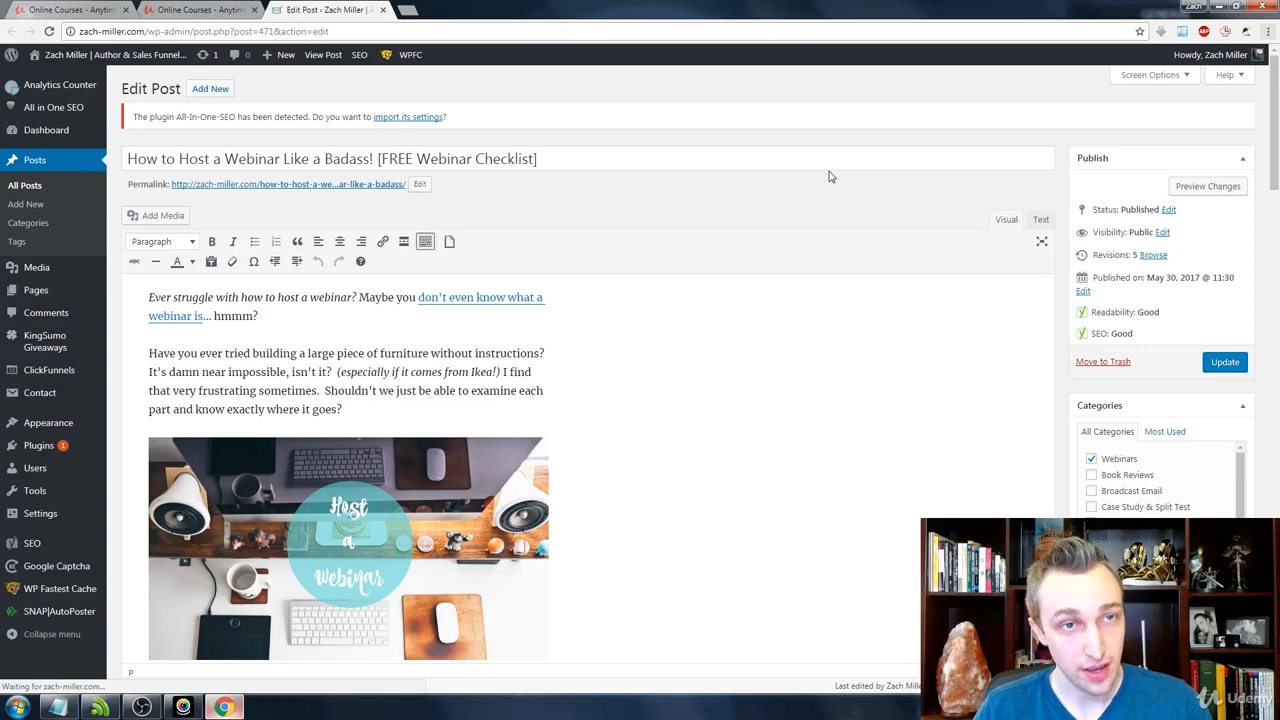 Online Courses - Anytim
Online Courses - Anytim
Edit Post ‹ Zach Miller | A
Zach
zach-miller.com/wp-admin/post.php?post=471&action=edit
Zach Miller | Author & Sales Funnel...
1
0
New
View Post
SEO
WPFC
Howdy, Zach Miller
Analytics Counter
All in One SEO
Dashboard
Posts
All Posts
Add New
Categories
Tags
Media
Pages
Comments
KingSumo
Giveaways
ClickFunnels
Contact
Appearance
Plugins 1
Users
Tools
Settings
SEO
Google Captcha
WP Fastest Cache
SNAP|AutoPoster
Collapse menu
Edit Post
Add New
Screen Options
Help
The plugin All-In-One-SEO has been detected. Do you want to import its settings?
How to Host a Webinar Like a Badass! [FREE Webinar Checklist]
Permalink: http://zach-miller.com/how-to-host-a-we...ar-like-a-badass/ Edit
Add Media
Visual
Text
Paragraph
B
I
ABC
A
Ever struggle with how to host a webinar? Maybe you don't even know what a
webinar is... hmmm?
Have you ever tried building a large piece of furniture without instructions?
It's damn near impossible, isn't it? (especially if it comes from Ikea!) I find
that very frustrating sometimes. Shouldn't we just be able to examine each
part and know exactly where it goes?
Host
a
webinar
p
Last edited by Zach Mille
Publish
Preview Changes
Status: Published Edit
Visibility: Public Edit
Revisions: 5 Browse
Published on: May 30, 2017 @ 11:30
Edit
Readability: Good
SEO: Good
Move to Trash
Update
Categories
All Categories
Most Used
Webinars
Book Reviews
Broadcast Email
Case Study & Split Test
Waiting for zach-miller.com...
Udemy